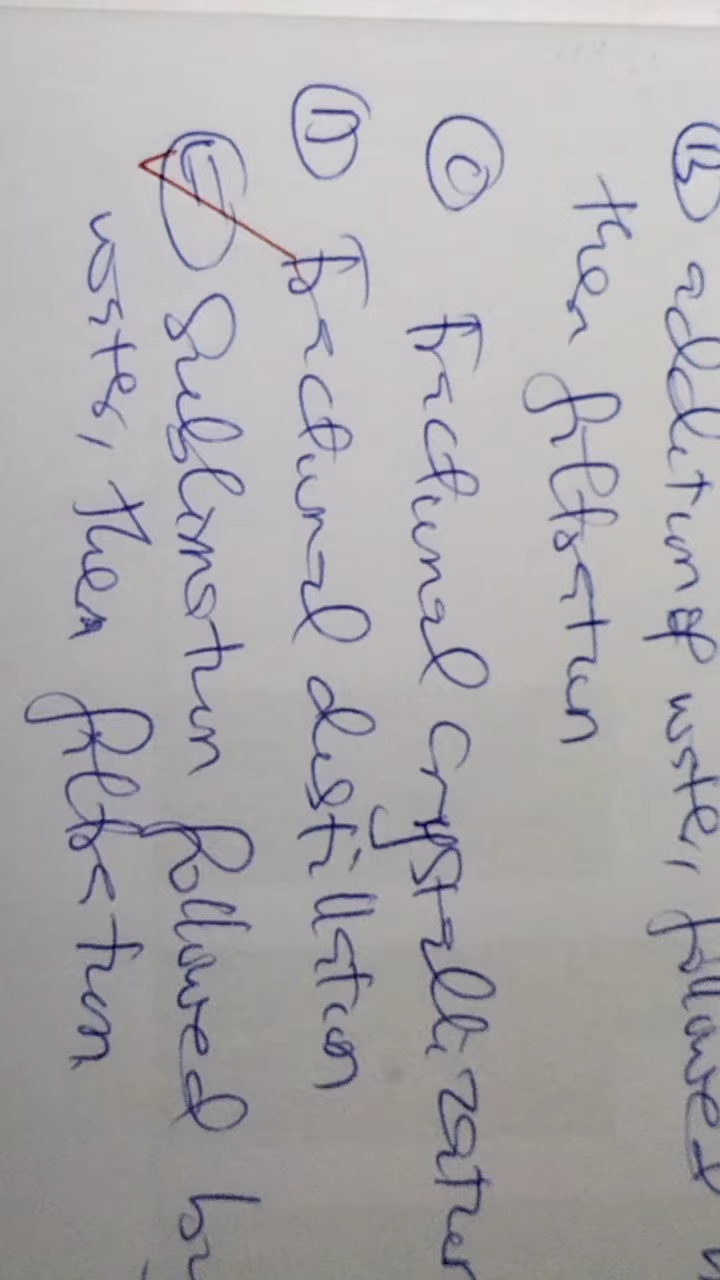 (B) addition of water, followed
then filtration
(C) Fractional crystallization
(D) Fractional distillation
(E) Sublimation followed by
water, then filtration